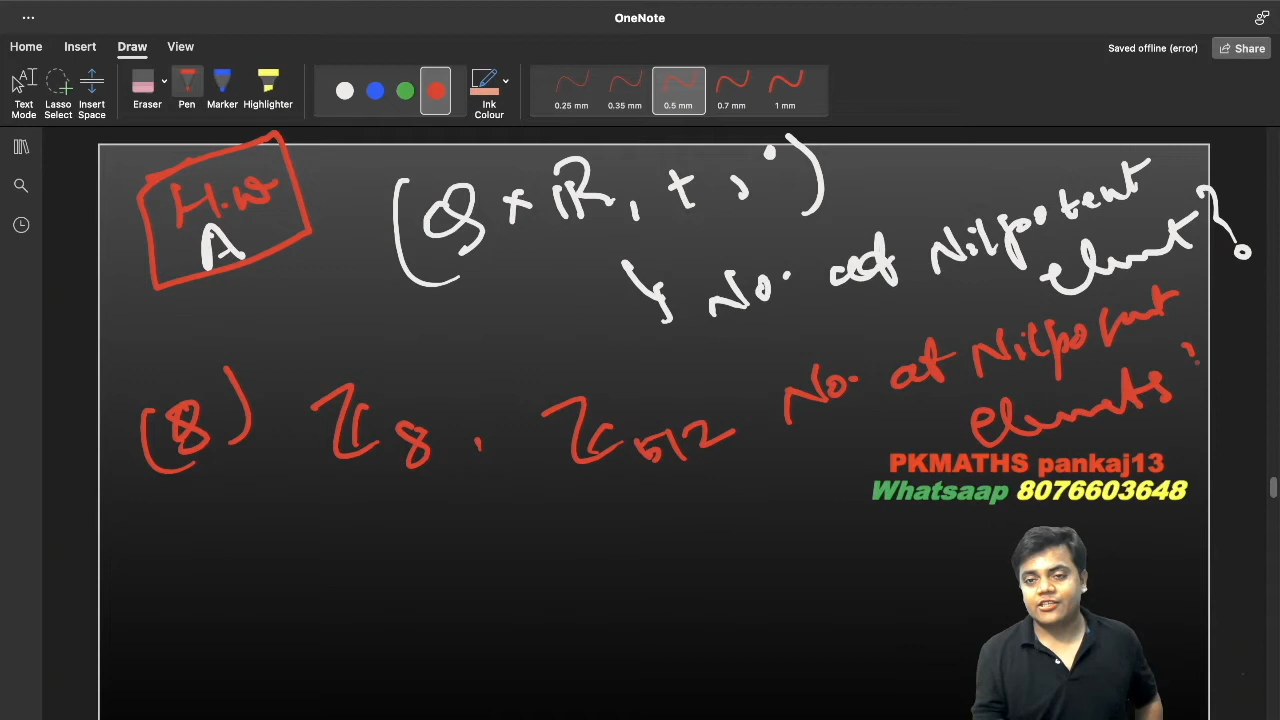 OneNote
Home Insert Draw View
Saved offline (error) Share
Text Mode
Lasso Select
Insert Space
Eraser
Pen
Marker
Highlighter
Ink Colour
0.25 mm
0.35 mm
0.5 mm
0.7 mm
1 mm
H.w
A
(Q × ℝ, +, ·)
No. of Nilpotent
element ?
(8) ℤ8, ℤ512 No. of Nilpotent
elements ?
PKMATHS pankaj13
Whatsaap 8076603648